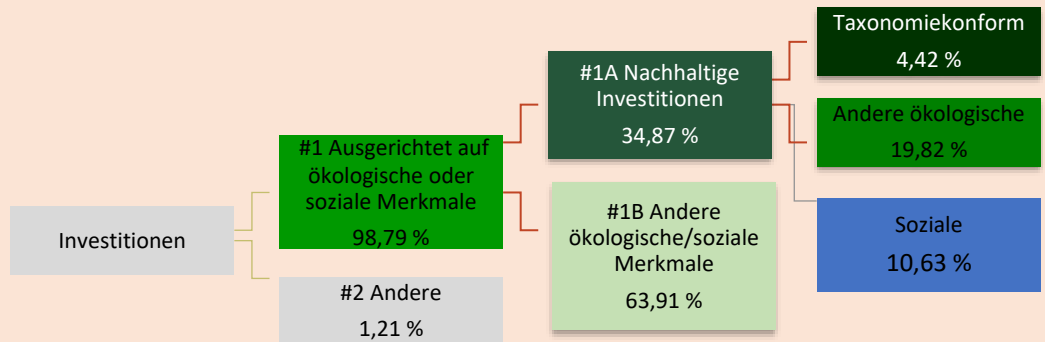 Investitionen
#1 Ausgerichtet auf
ökologische oder
soziale Merkmale
98,79 %
#2 Andere
1,21 %
#1A Nachhaltige
Investitionen
34,87 %
#1B Andere
ökologische/soziale
Merkmale
63,91 %
Taxonomiekonform
4,42 %
Andere ökologische
19,82 %
Soziale
10,63 %